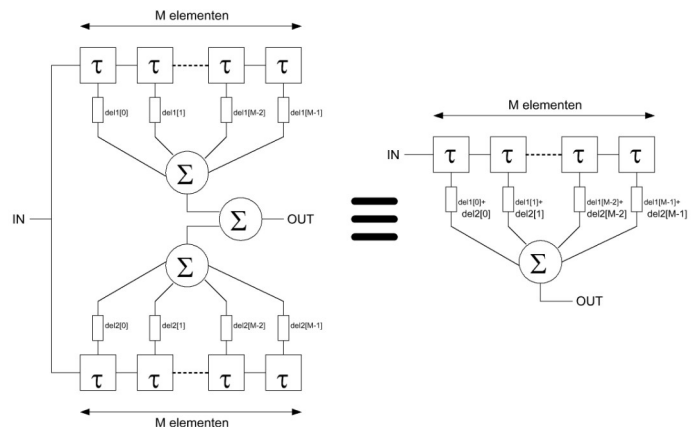 M elementen
τ τ τ τ
del1[0] del1[1] del1[M-2] del1[M-1]
Σ
IN Σ OUT
Σ
del2[0] del2[1] del2[M-2] del2[M-1]
τ τ τ τ
M elementen
M elementen
IN τ τ τ τ
del1[0]+ del1[1]+ del1[M-2]+ del1[M-1]+
del2[0] del2[1] del2[M-2] del2[M-1]
Σ
OUT